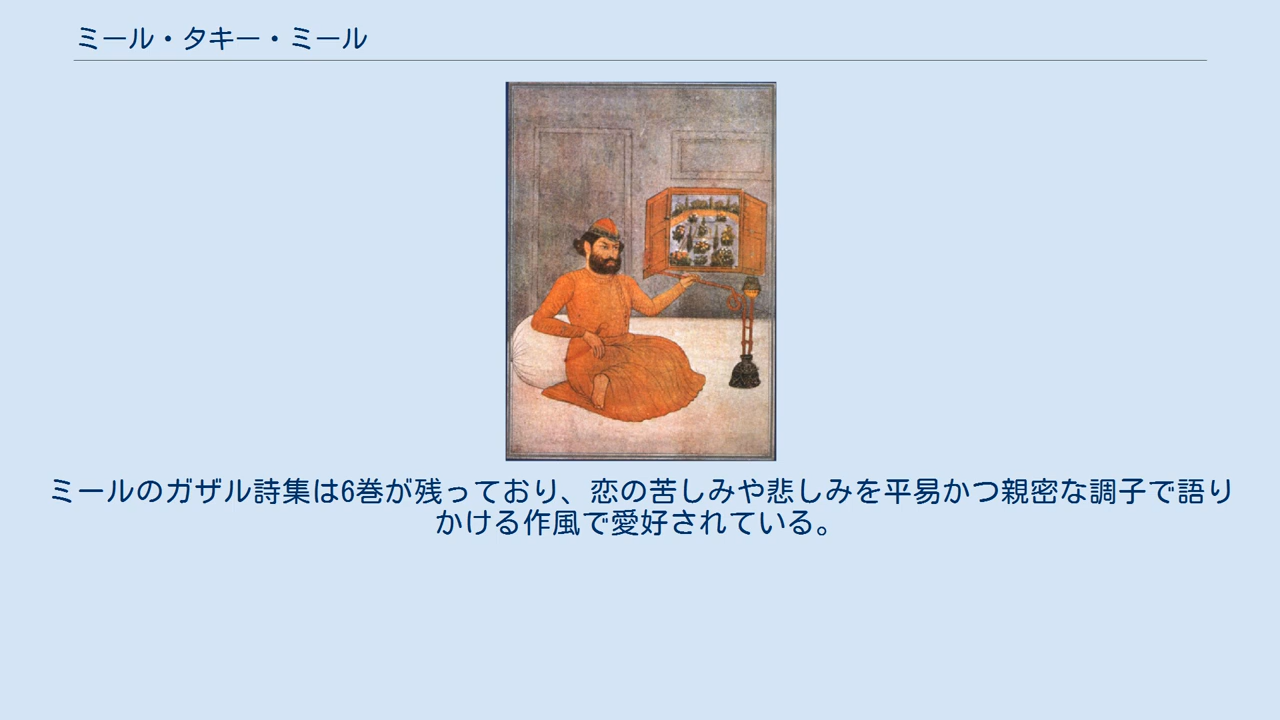 ミール・タキー・ミール
ミールのガザル詩集は6巻が残っており、恋の苦しみや悲しみを平易かつ親密な調子で語り
かける作風で愛好されている。